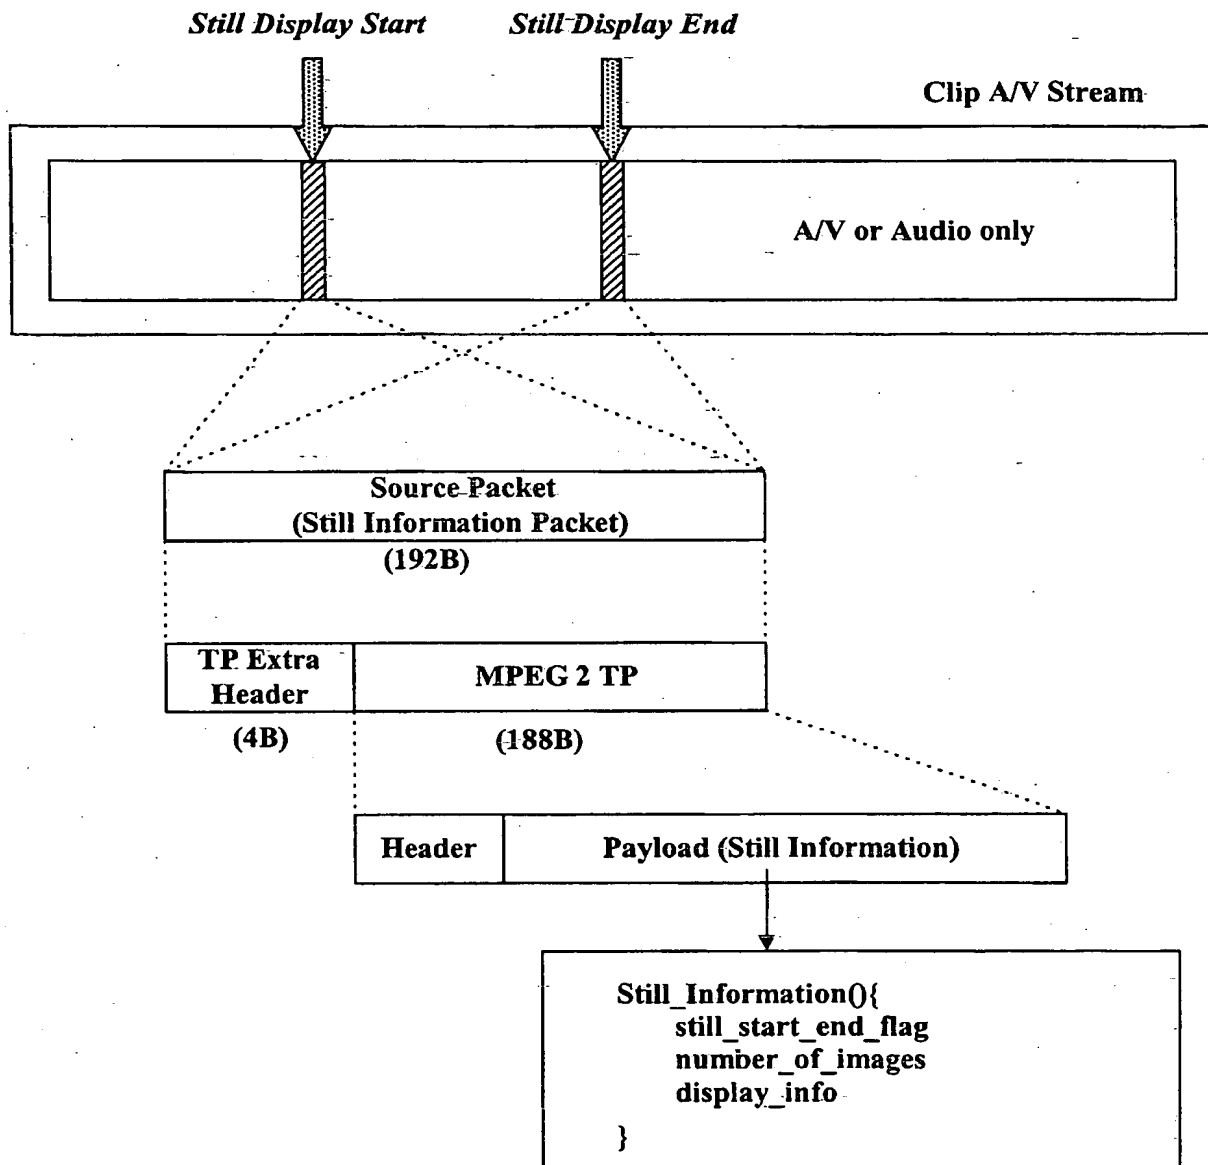 Still Display Start
Still Display End
Clip A/V Stream
A/V or Audio only
Source Packet
(Still Information Packet)
(192B)
TP Extra
Header
MPEG 2 TP
(4B)
(188B)
Header
Payload (Still Information)
Still_Information(){
still_start_end_flag
number_of_images
display_info
}